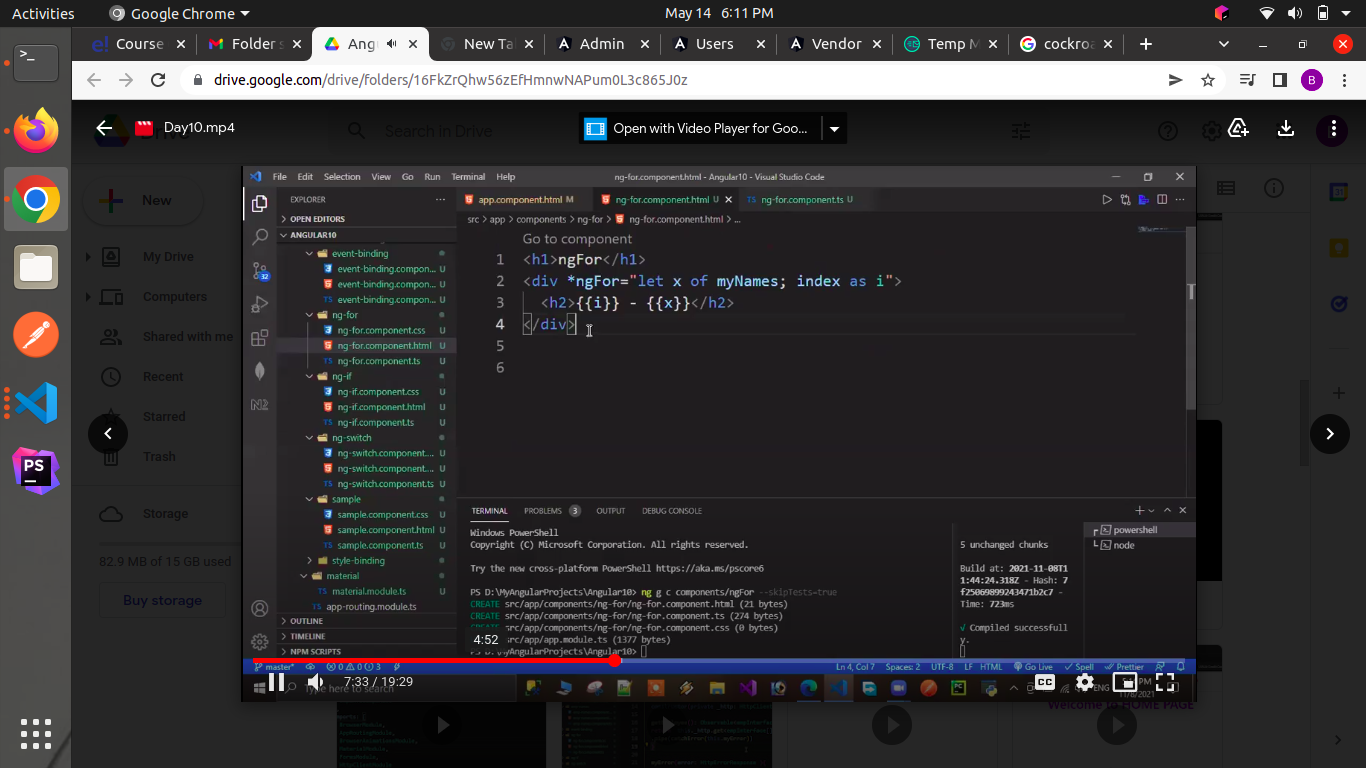 Activities
Google Chrome
May 14 6:11 PM
Course
Folder s
Ang
New Ta
Admin
Users
Vendor
Temp M
cockroa
drive.google.com/drive/folders/16FkZrQhw56zEfHmnwNAPum0L3c865J0z
B
Day10.mp4
Drive
Search in Drive
Open with Video Player for Goo...
New
My Drive
Computers
Shared with me
Recent
Starred
Trash
Storage
82.9 MB of 15 GB used
Buy storage
PS
File Edit Selection View Go Run Terminal Help
ng-for.component.html - Angular10 - Visual Studio Code
EXPLORER
OPEN EDITORS
ANGULAR10
event-binding
event-binding.compon... U
event-binding.compon... U
event-binding.compon... U
ng-for
ng-for.component.css U
ng-for.component.html U
ng-for.component.ts U
ng-if
ng-if.component.css U
ng-if.component.html U
ng-if.component.ts U
ng-switch
ng-switch.component.... U
ng-switch.component.... U
ng-switch.component.ts U
sample
sample.component.css U
sample.component.html U
sample.component.ts U
style-binding
material
material.module.ts U
app-routing.module.ts
OUTLINE
TIMELINE
NPM SCRIPTS
32
app.component.html M
ng-for.component.html U
ng-for.component.ts U
src > app > components > ng-for > ng-for.component.html > ...
Go to component
1 <h1>ngFor</h1>
2 <div *ngFor="let x of myNames; index as i">
3 <h2>{{i}} - {{x}}</h2>
4 </div>
5
6
TERMINAL PROBLEMS 3 OUTPUT DEBUG CONSOLE
Windows PowerShell
Copyright (C) Microsoft Corporation. All rights reserved.
Try the new cross-platform PowerShell https://aka.ms/pscore6
PS D:\MyAngularProjects\Angular10> ng g c components/ngFor --skipTests=true
CREATE src/app/components/ng-for/ng-for.component.html (21 bytes)
CREATE src/app/components/ng-for/ng-for.component.ts (274 bytes)
CREATE src/app/components/ng-for/ng-for.component.css (0 bytes)
src/app/app.module.ts (1377 bytes)
PS D:\MyAngularProjects\Angular10>
5 unchanged chunks
Build at: 2021-11-08T1
1:44:24.318Z - Hash: 7
f25069899243471b2c7 -
Time: 723ms
√ Compiled successfull
y.
powershell
node
4:52
master* 0 0 3
Ln 4, Col 7 Spaces: 2 UTF-8 LF HTML Go Live Spell Prettier
7:33 / 19:29
Type here to search
CC
ENG
11/8/2021
Welcome to HOME PAGE